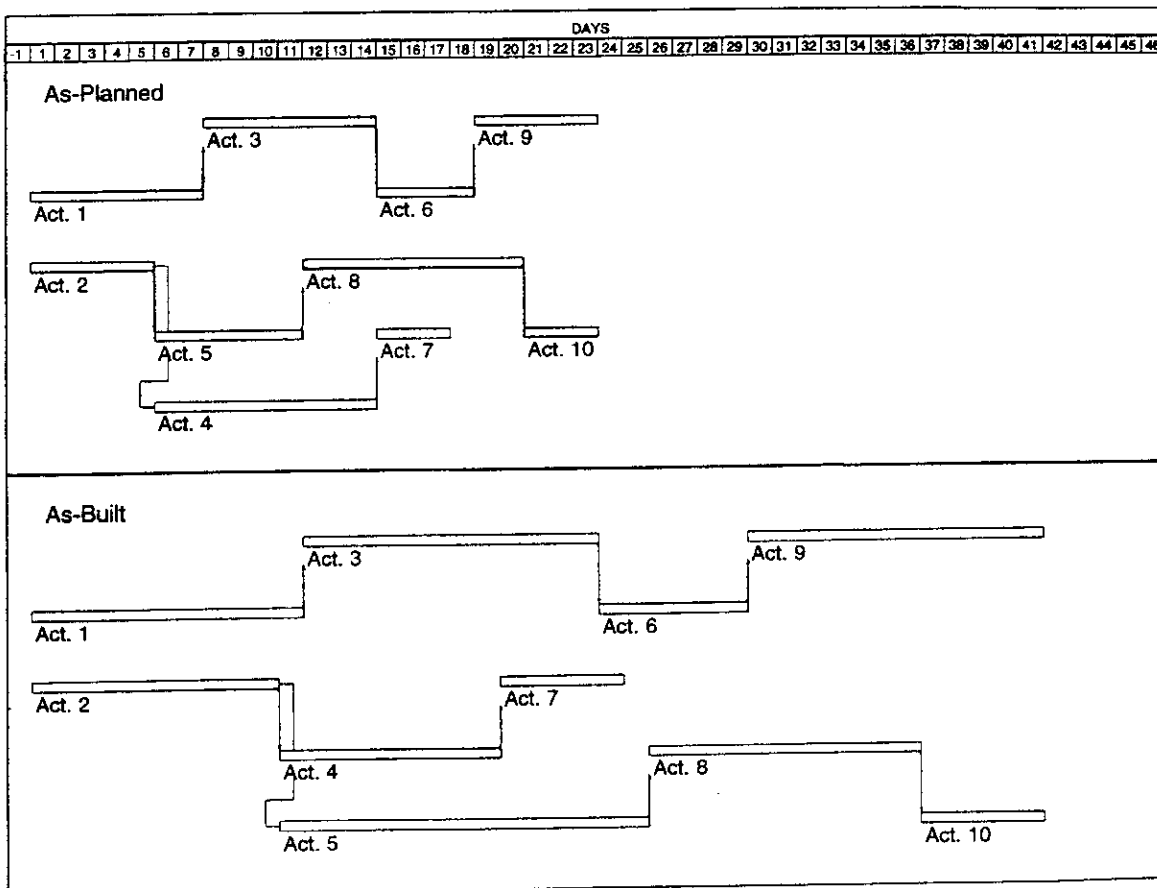 DAYS
-1 1 2 3 4 5 6 7 8 9 10 11 12 13 14 15 16 17 18 19 20 21 22 23 24 25 26 27 28 29 30 31 32 33 34 35 36 37 38 39 40 41 42 43 44 45 46
As-Planned
Act. 3
Act. 9
Act. 1
Act. 6
Act. 2
Act. 8
Act. 5
Act. 7
Act. 10
Act. 4
As-Built
Act. 3
Act. 9
Act. 1
Act. 6
Act. 2
Act. 7
Act. 4
Act. 8
Act. 5
Act. 10